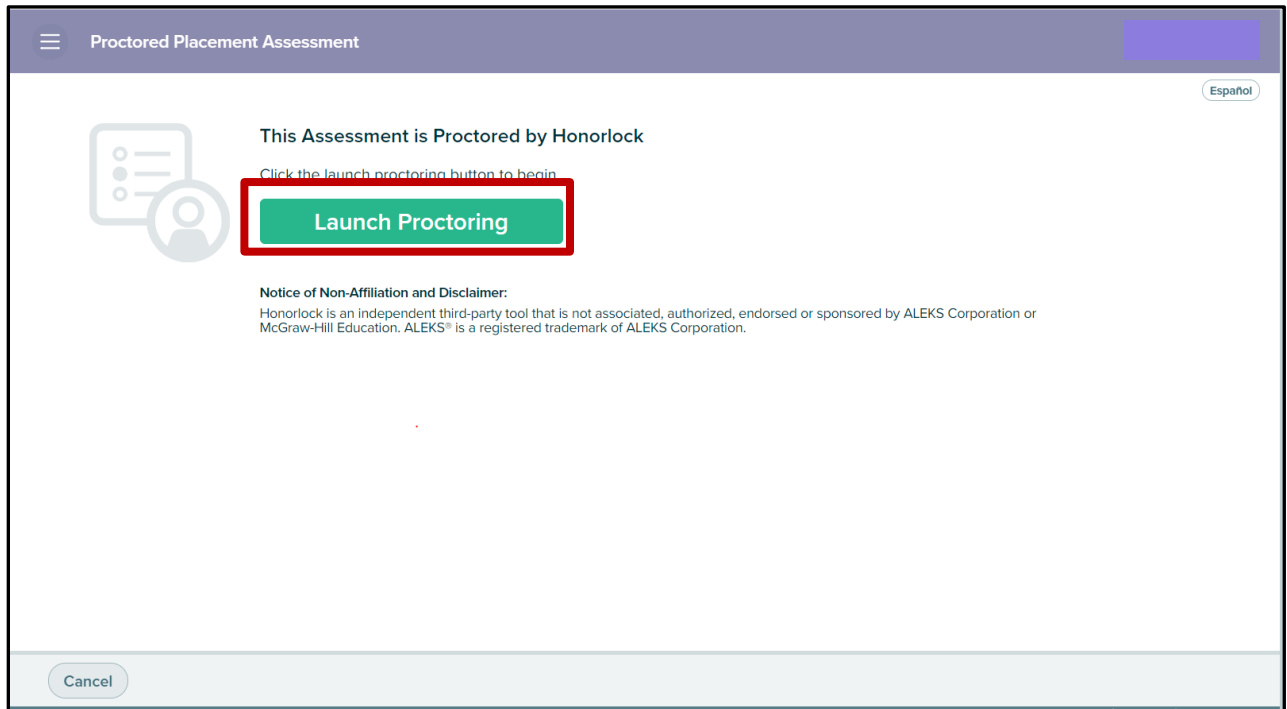 Proctored Placement Assessment
Español
This Assessment is Proctored by Honorlock
Click the launch proctoring button to begin
Launch Proctoring
Notice of Non-Affiliation and Disclaimer:
Honorlock is an independent third-party tool that is not associated, authorized, endorsed or sponsored by ALEKS Corporation or
McGraw-Hill Education. ALEKS® is a registered trademark of ALEKS Corporation.
Cancel